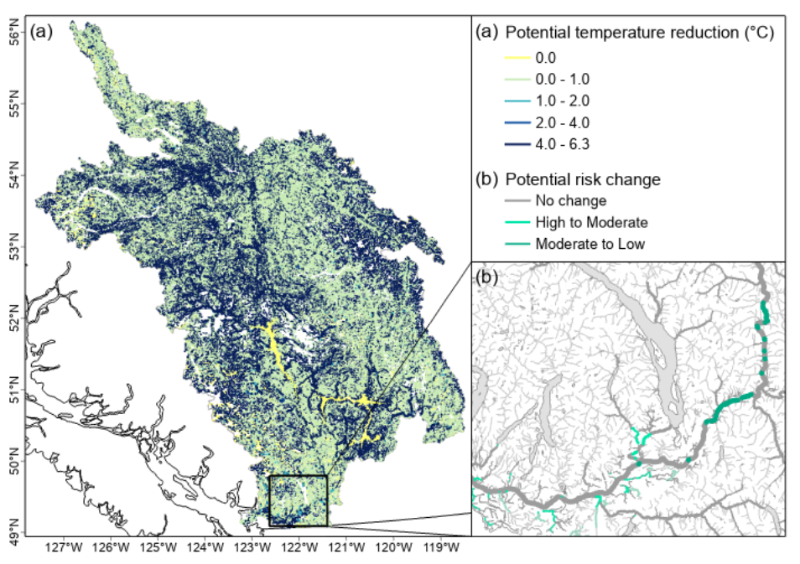 (a)
56°N
55°N
54°N
53°N
52°N
51°N
50°N
49°N
127°W 126°W 125°W 124°W 123°W 122°W 121°W 120°W 119°W
(a) Potential temperature reduction (°C)
0.0
0.0 - 1.0
1.0 - 2.0
2.0 - 4.0
4.0 - 6.3
(b) Potential risk change
No change
High to Moderate
Moderate to Low
(b)